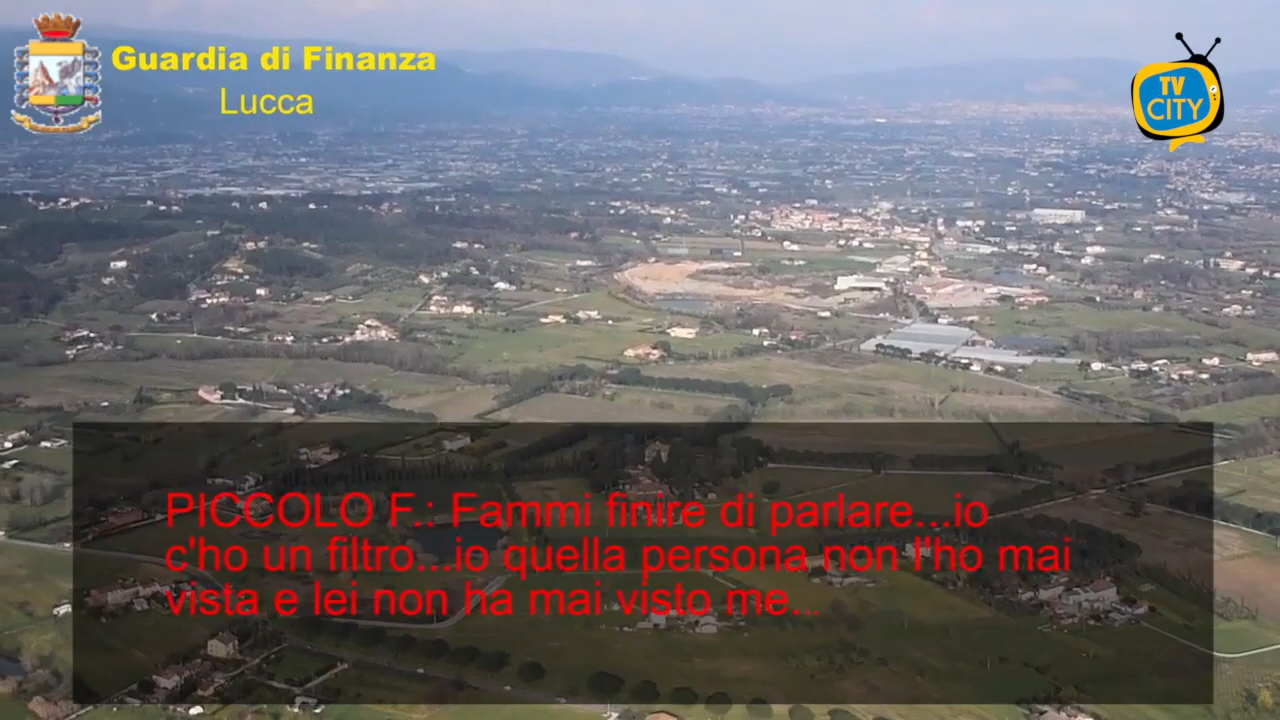 Guardia di Finanza
Lucca
TV
CITY
PICCOLO F.: Fammi finire di parlare...io
c'ho un filtro...io quella persona non l'ho mai
vista e lei non ha mai visto me...